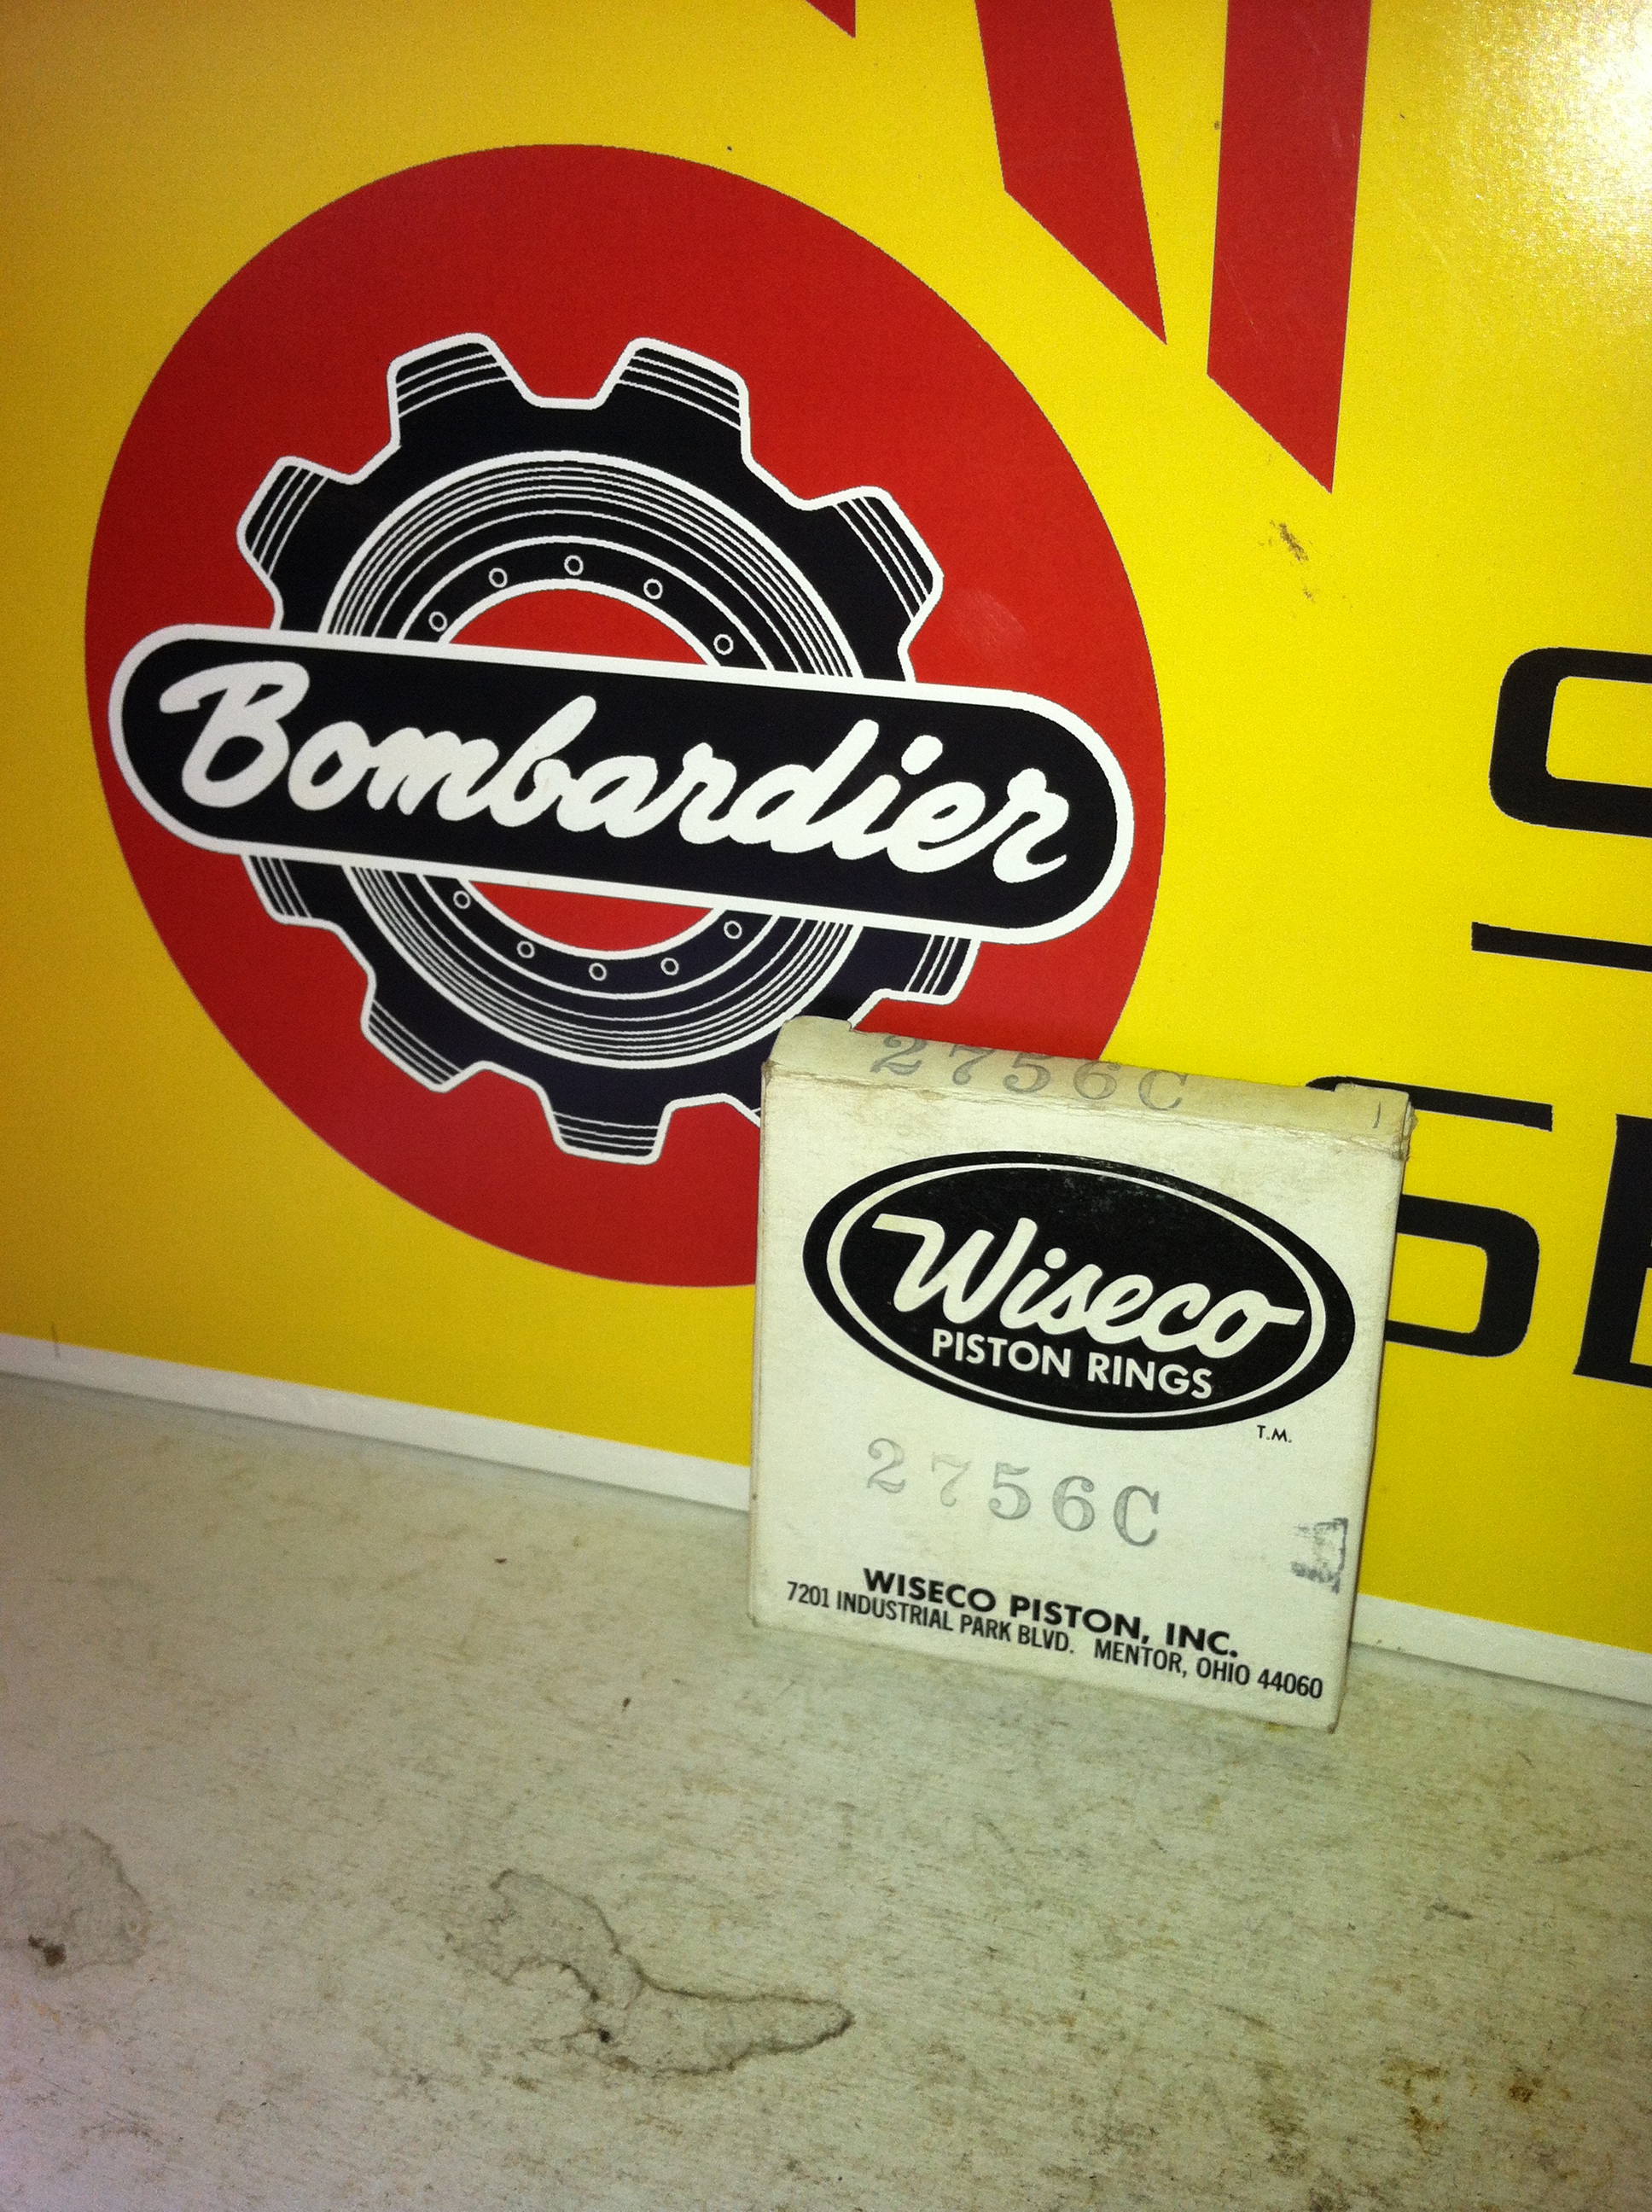 Bombardier
2756C
Wiseco
PISTON RINGS
T.M.
2756C
WISECO PISTON, INC.
7201 INDUSTRIAL PARK BLVD. MENTOR, OHIO 44060